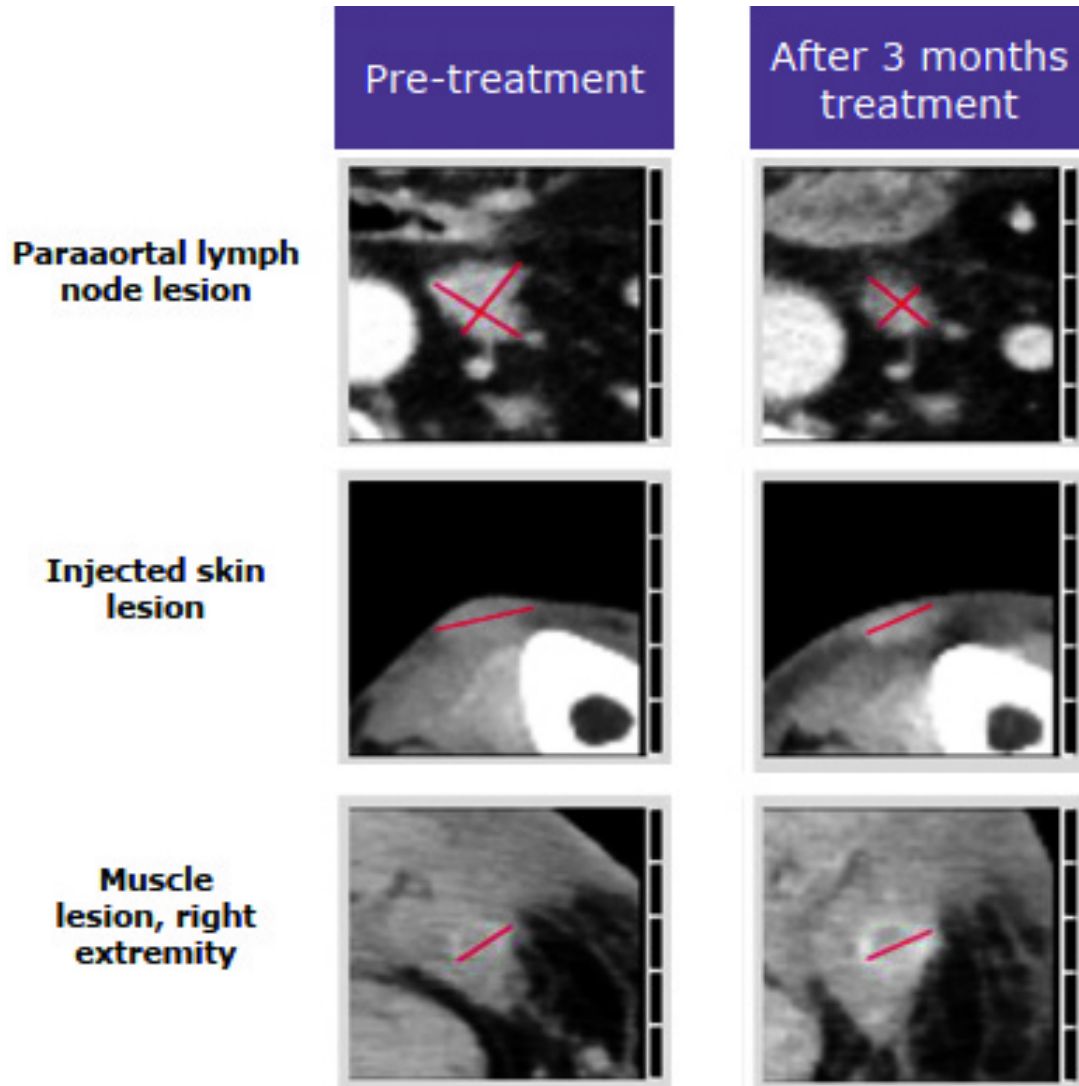 Pre-treatment
After 3 months
treatment
Paraaortal lymph
node lesion
Injected skin
lesion
Muscle
lesion, right
extremity